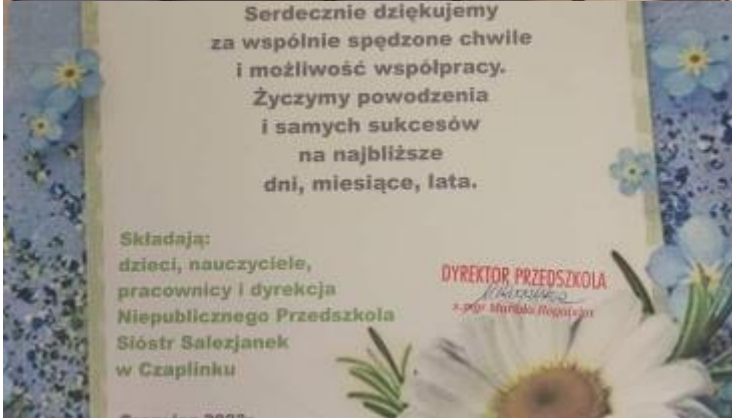 Serdecznie dziękujemy
za wspólnie spędzone chwile
i możliwość współpracy.
Życzymy powodzenia
i samych sukcesów
na najbliższe
dni, miesiące, lata.
Składają:
dzieci, nauczyciele,
pracownicy i dyrekcja
Niepublicznego Przedszkola
Sióstr Salezjanek
w Czaplinku
DYREKTOR PRZEDSZKOLA